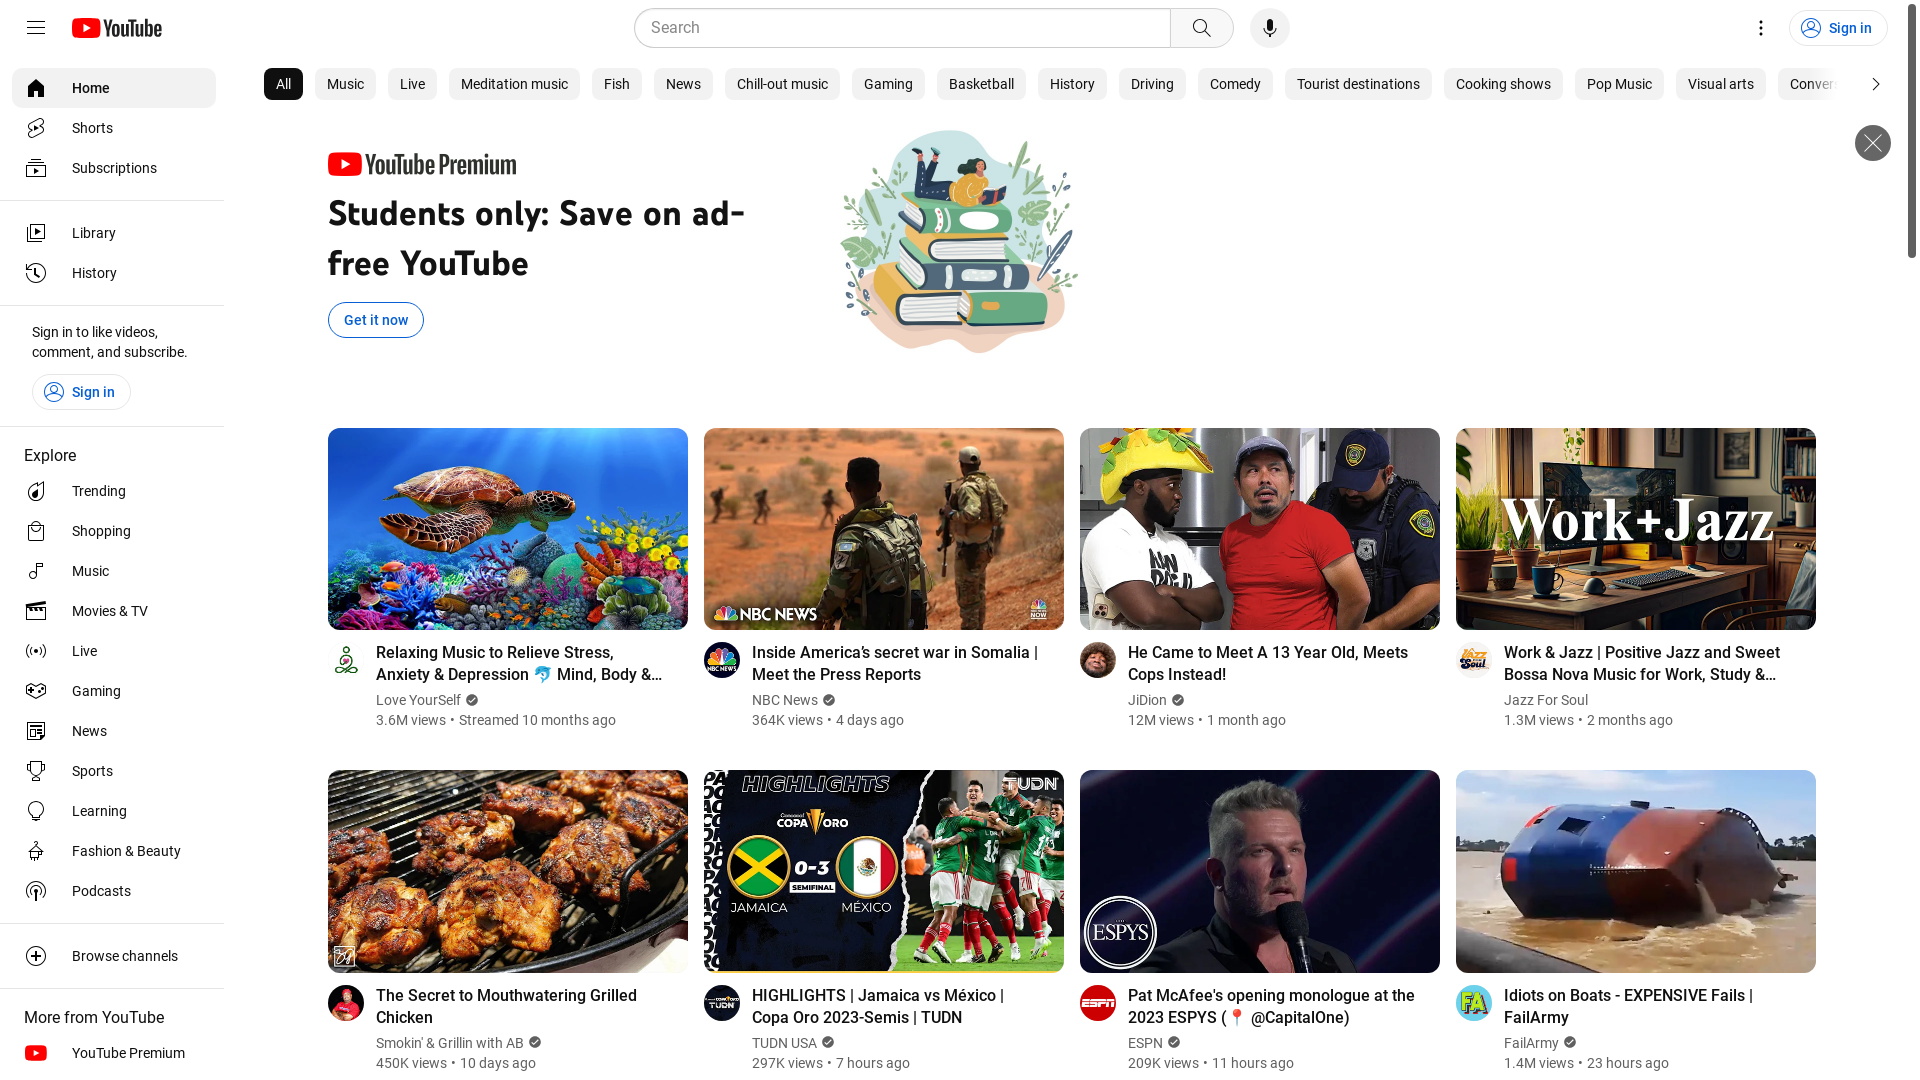 YouTube
Search
Sign in
Home
Shorts
Subscriptions
Library
History
Sign in to like videos,
comment, and subscribe.
Sign in
Explore
Trending
Shopping
Music
Movies & TV
Live
Gaming
News
Sports
Learning
Fashion & Beauty
Podcasts
Browse channels
More from YouTube
YouTube Premium
All
Music
Live
Meditation music
Fish
News
Chill-out music
Gaming
Basketball
History
Driving
Comedy
Tourist destinations
Cooking shows
Pop Music
Visual arts
YouTube Premium
Students only: Save on ad-
free YouTube
Get it now
Relaxing Music to Relieve Stress,
Anxiety & Depression 🐬 Mind, Body &...
Love YourSelf
3.6M views • Streamed 10 months ago
NBC NEWS
NBC NEWS
Inside America's secret war in Somalia |
Meet the Press Reports
NBC News
364K views • 4 days ago
He Came to Meet A 13 Year Old, Meets
Cops Instead!
JiDion
12M views • 1 month ago
Work+Jazz
Jazz
Soul
Work & Jazz | Positive Jazz and Sweet
Bossa Nova Music for Work, Study &...
Jazz For Soul
1.3M views • 2 months ago
The Secret to Mouthwatering Grilled
Chicken
Smokin' & Grillin with AB
450K views • 10 days ago
HIGHLIGHTS
TUDN
COPA ORO
0-3
SEMIFINAL
JAMAICA
MÉXICO
18
TUDN
HIGHLIGHTS | Jamaica vs México |
Copa Oro 2023-Semis | TUDN
TUDN USA
297K views • 7 hours ago
ESPYS
ESPN
Pat McAfee's opening monologue at the
2023 ESPYS (📍 @CapitalOne)
ESPN
209K views • 11 hours ago
FA
Idiots on Boats - EXPENSIVE Fails |
FailArmy
FailArmy
1.4M views • 23 hours ago